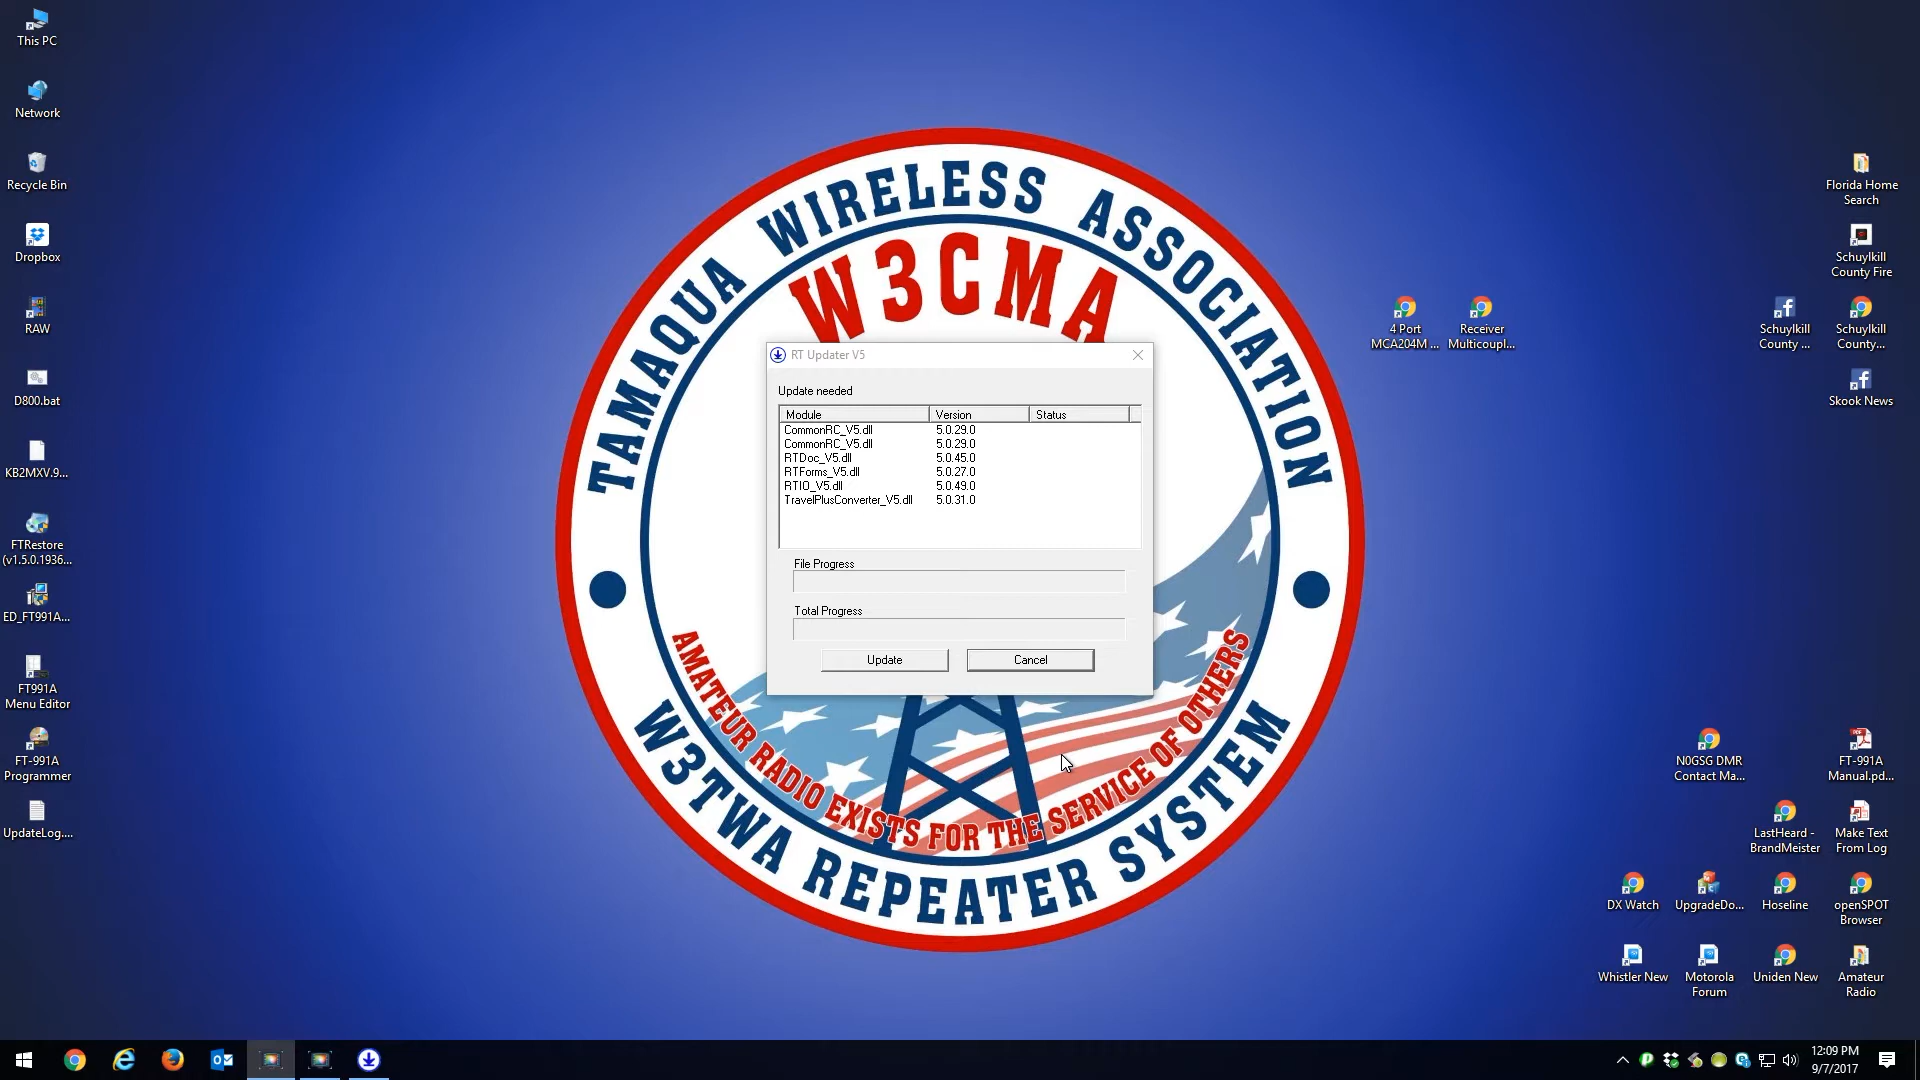 This PC
Network
Recycle Bin
Dropbox
RAW
D800.bat
KB2MXV.9...
FTRestore
(v1.5.0.1936...
ED_FT991A...
FT991A
Menu Editor
FT-991A
Programmer
UpdateLog....
TAMAQUA WIRELESS ASSOCIATION
W3CMA
RT Updater V5
Update needed
Module Version Status
CommonRC_V5.dll 5.0.29.0
CommonRC_V5.dll 5.0.29.0
RTDoc_V5.dll 5.0.45.0
RTForms_V5.dll 5.0.27.0
RTIO_V5.dll 5.0.49.0
TravelPlusConverter_V5.dll 5.0.31.0
File Progress
Total Progress
Update Cancel
AMATEUR RADIO EXISTS FOR THE SERVICE OF OTHERS
W3TWA REPEATER SYSTEM
4 Port
MCA204M ...
Receiver
Multicoupl...
Florida Home
Search
Schuylkill
County Fire
Schuylkill
County ...
Schuylkill
County...
Skook News
N0GSG DMR
Contact Ma...
FT-991A
Manual.pd...
LastHeard -
BrandMeister
Make Text
From Log
DX Watch
UpgradeDo...
Hoseline
openSPOT
Browser
Whistler New
Motorola
Forum
Uniden New
Amateur
Radio
12:09 PM
9/7/2017